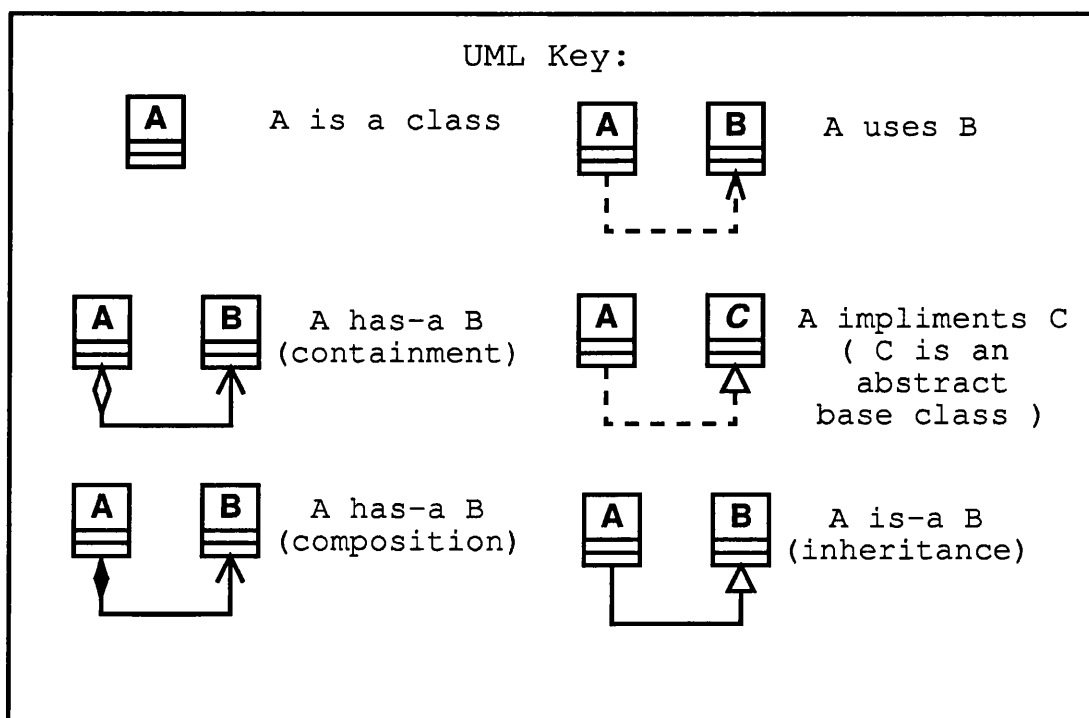 UML Key:
A
A is a class
A
B
A uses B
A
B
A has-a B
(containment)
A
C
A impliments C
( C is an
abstract
base class )
A
B
A has-a B
(composition)
A
B
A is-a B
(inheritance)